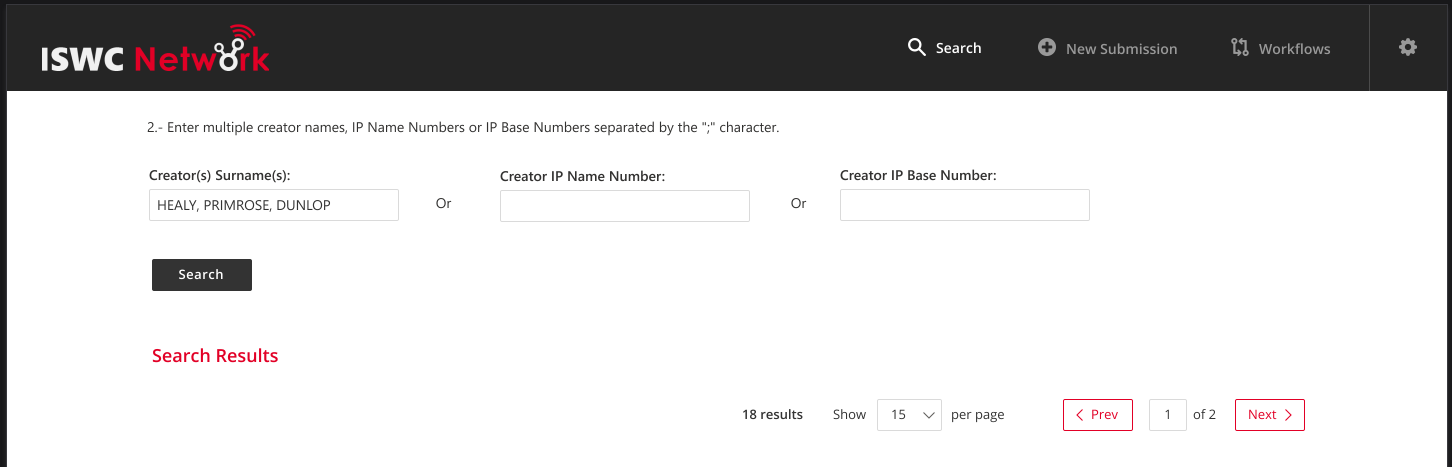 ISWC Network
Search
New Submission
Workflows
2.- Enter multiple creator names, IP Name Numbers or IP Base Numbers separated by the ";" character.
Creator(s) Surname(s):
Creator IP Name Number:
Creator IP Base Number:
HEALY, PRIMROSE, DUNLOP
Or
Or
Search
Search Results
18 results Show 15 per page
Prev 1 of 2 Next